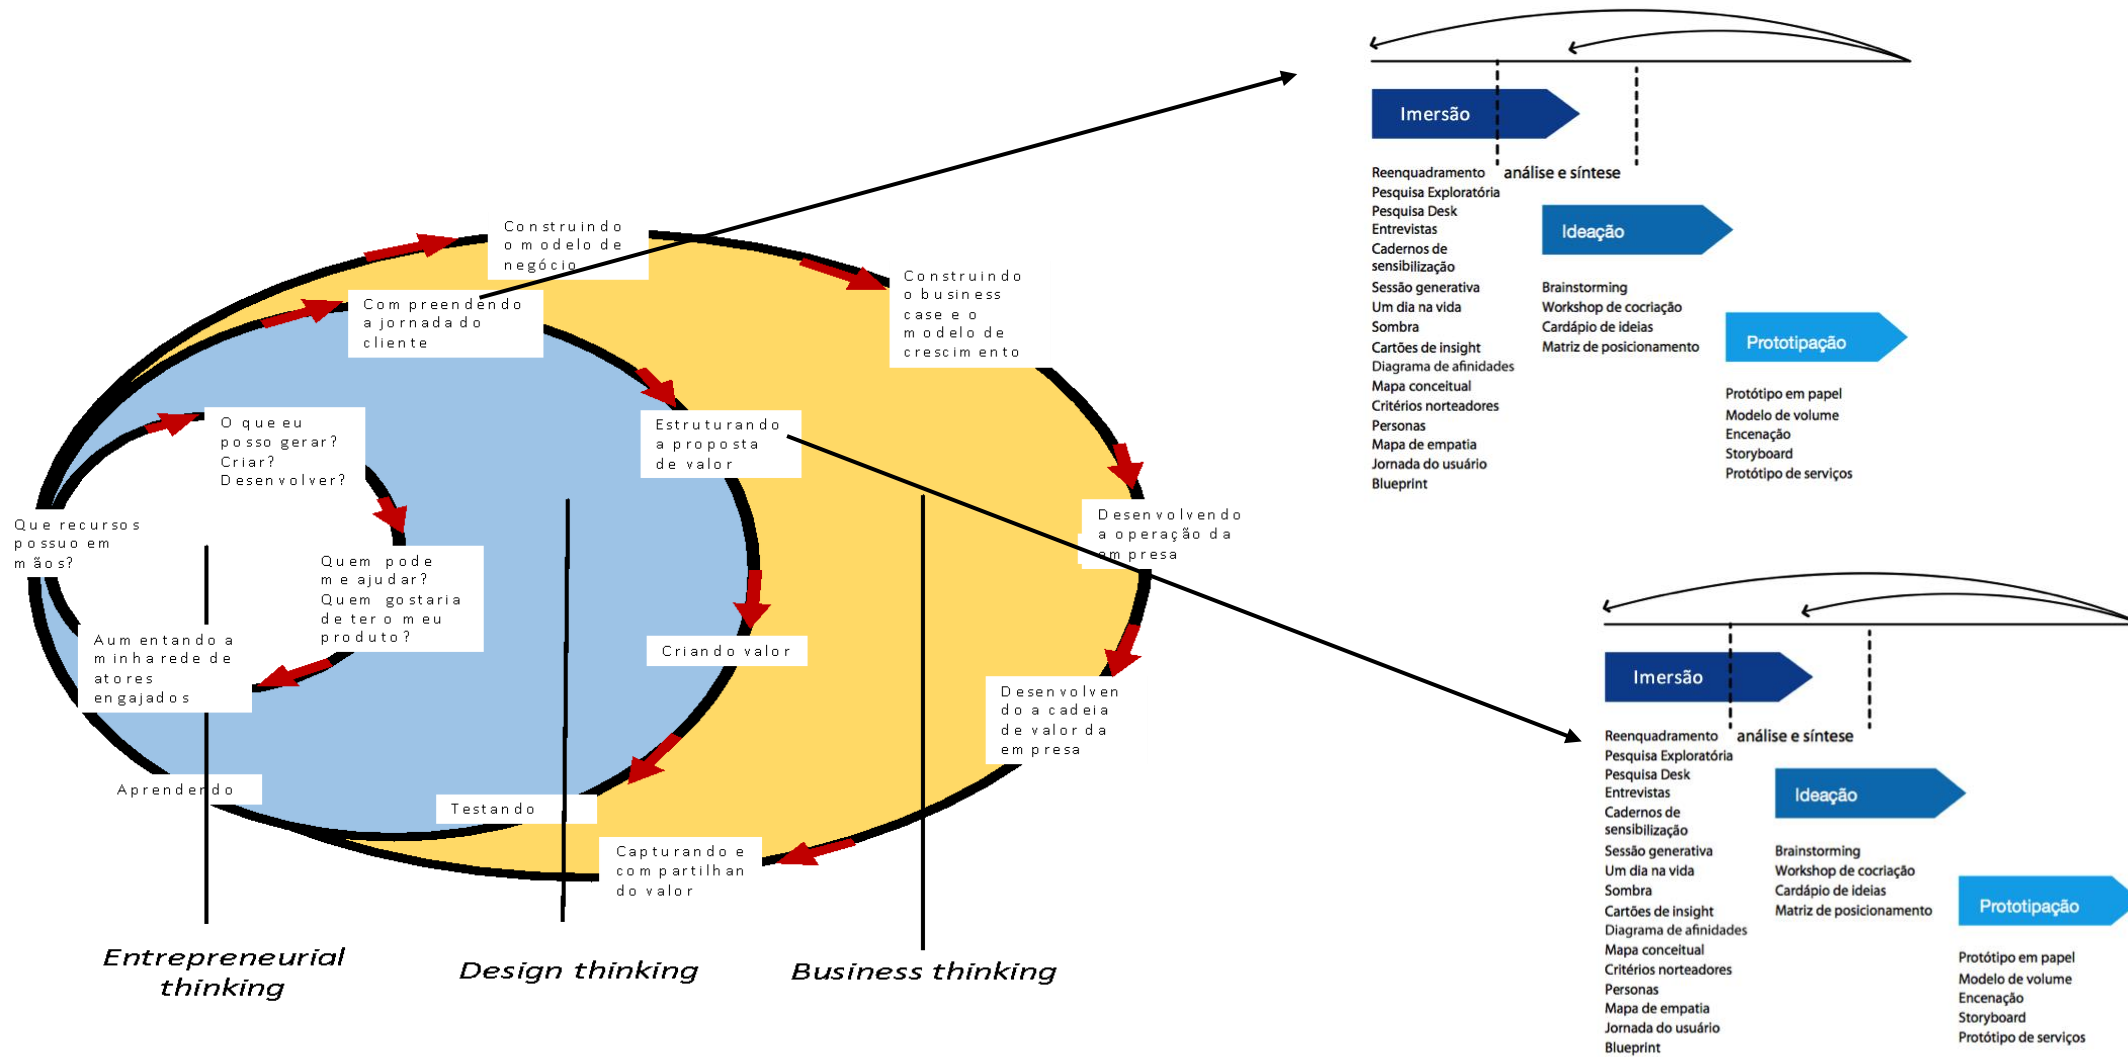 Construindo
o modelo de
negócio
Compreendendo
a jornada do
cliente
Construindo
o business
case e o
modelo de
crescimento
O que eu
posso gerar?
Criar?
Desenvolver?
Estruturando
a proposta
de valor
Que recursos
possuo em
mãos?
Quem pode
me ajudar?
Quem gostaria
de ter o meu
produto?
Desenvolvendo
a operação da
empresa
Aumentando a
minha rede de
atores
engajados
Criando valor
Desenvolven
do a cadeia
de valor da
empresa
Aprendendo
Testando
Capturando e
compartilhan
do valor
Entrepreneurial
thinking
Design thinking
Business thinking
Imersão
Reenquadramento
Pesquisa Exploratória
Pesquisa Desk
Entrevistas
Cadernos de
sensibilização
Sessão generativa
Um dia na vida
Sombra
Cartões de insight
Diagrama de afinidades
Mapa conceitual
Critérios norteadores
Personas
Mapa de empatia
Jornada do usuário
Blueprint
análise e síntese
Ideação
Brainstorming
Workshop de cocriação
Cardápio de ideias
Matriz de posicionamento
Prototipação
Protótipo em papel
Modelo de volume
Encenação
Storyboard
Protótipo de serviços
Imersão
Reenquadramento
Pesquisa Exploratória
Pesquisa Desk
Entrevistas
Cadernos de
sensibilização
Sessão generativa
Um dia na vida
Sombra
Cartões de insight
Diagrama de afinidades
Mapa conceitual
Critérios norteadores
Personas
Mapa de empatia
Jornada do usuário
Blueprint
análise e síntese
Ideação
Brainstorming
Workshop de cocriação
Cardápio de ideias
Matriz de posicionamento
Prototipação
Protótipo em papel
Modelo de volume
Encenação
Storyboard
Protótipo de serviços